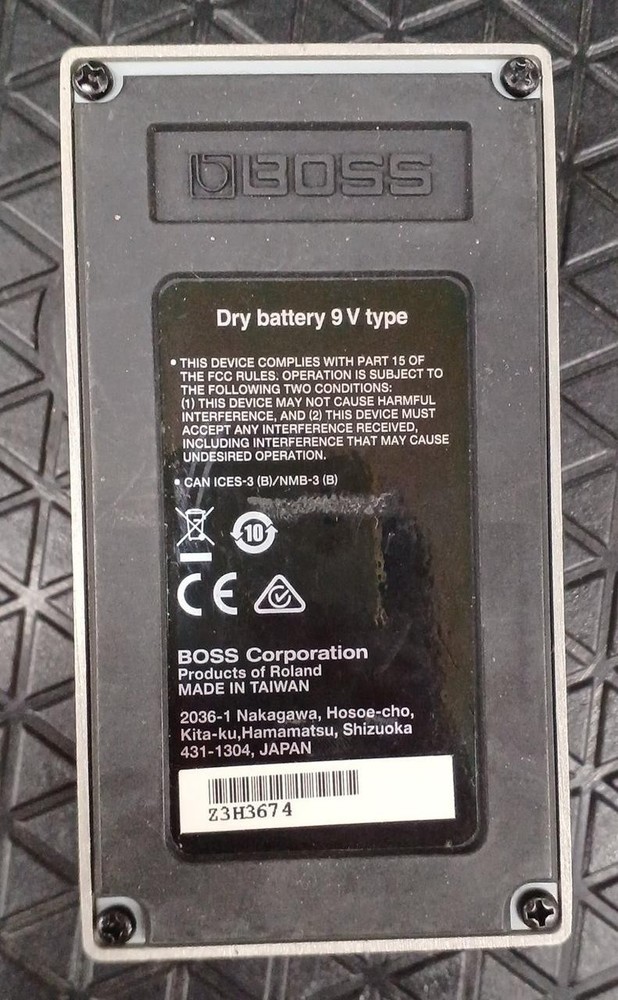 BOSS
Dry battery 9 V type
• THIS DEVICE COMPLIES WITH PART 15 OF
THE FCC RULES. OPERATION IS SUBJECT TO
THE FOLLOWING TWO CONDITIONS:
(1) THIS DEVICE MAY NOT CAUSE HARMFUL
INTERFERENCE, AND (2) THIS DEVICE MUST
ACCEPT ANY INTERFERENCE RECEIVED,
INCLUDING INTERFERENCE THAT MAY CAUSE
UNDESIRED OPERATION.
• CAN ICES-3 (B)/NMB-3 (B)
10
CE
BOSS Corporation
Products of Roland
MADE IN TAIWAN
2036-1 Nakagawa, Hosoe-cho,
Kita-ku,Hamamatsu, Shizuoka
431-1304, JAPAN
Z3H3674